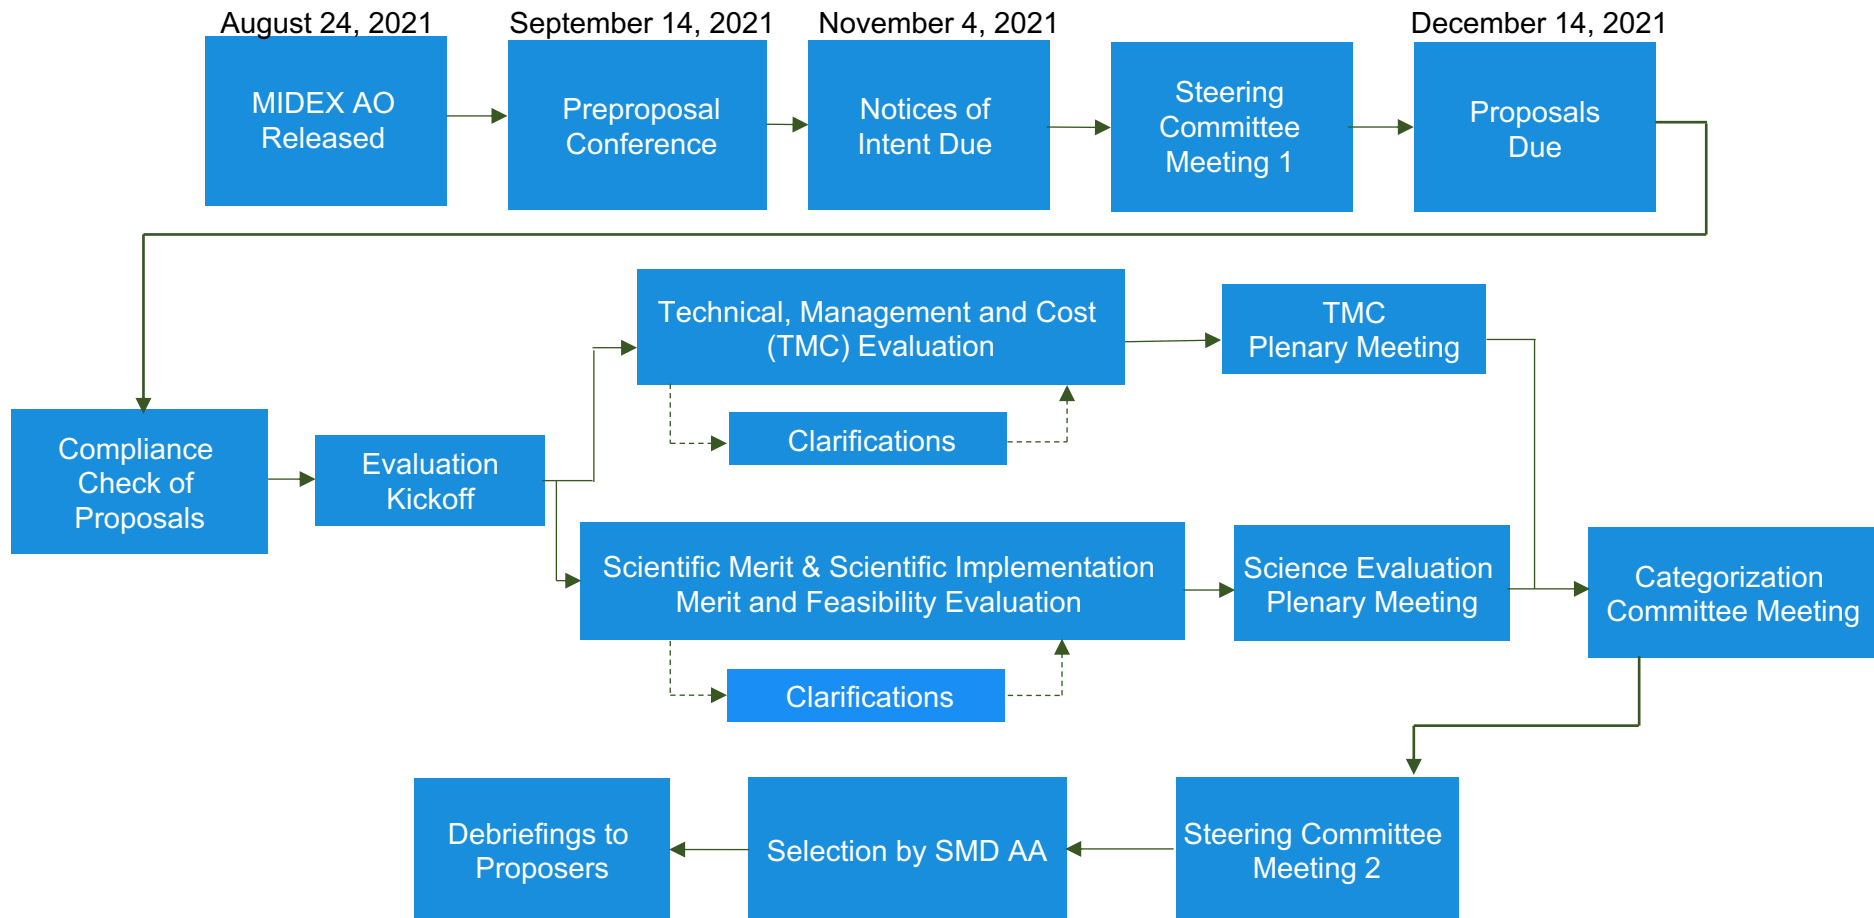 August 24, 2021
September 14, 2021
November 4, 2021
December 14, 2021
MIDEX AO
Released
Preproposal
Conference
Notices of
Intent Due
Steering
Committee
Meeting 1
Proposals
Due
Technical, Management and Cost
(TMC) Evaluation
TMC
Plenary Meeting
Clarifications
Compliance
Check of
Proposals
Evaluation
Kickoff
Scientific Merit & Scientific Implementation
Merit and Feasibility Evaluation
Science Evaluation
Plenary Meeting
Categorization
Committee Meeting
Clarifications
Debriefings to
Proposers
Selection by SMD AA
Steering Committee
Meeting 2